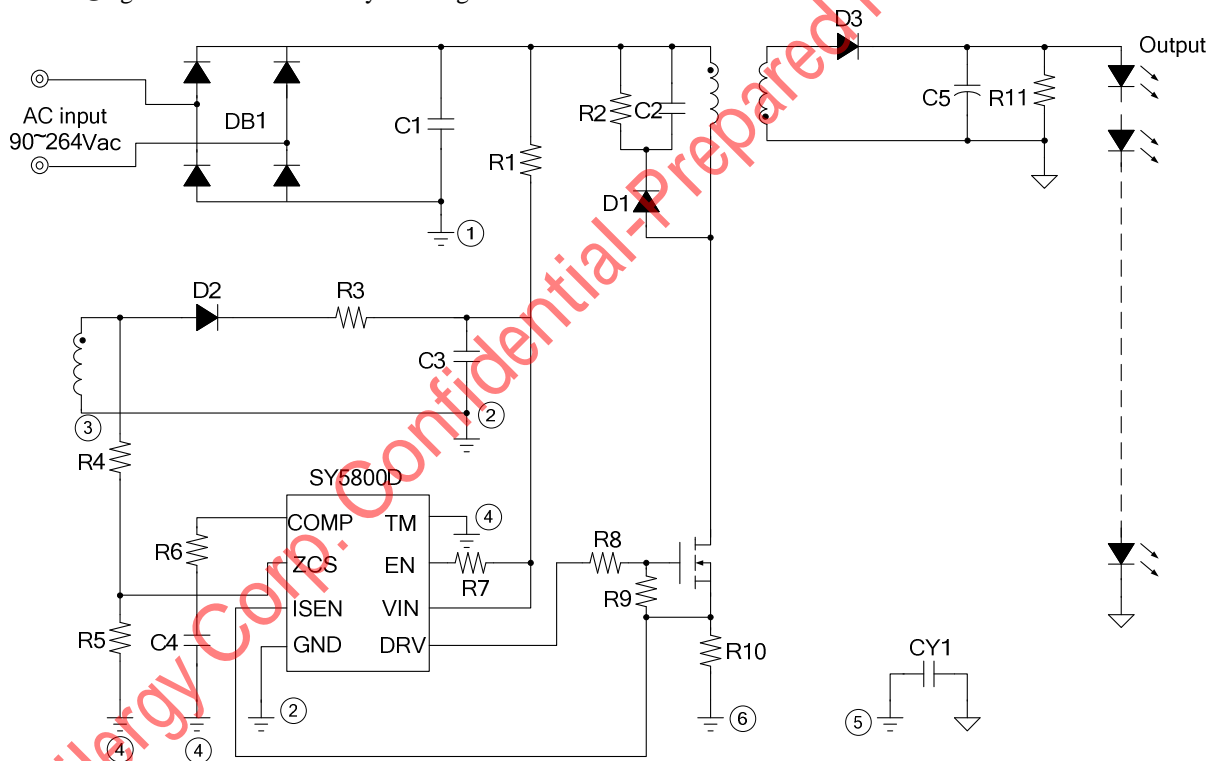 D3
Output
AC input
90~264Vac
DB1
C1
R1
R2
C2
C5
R11
D1
1
D2
R3
C3
2
3
R4
SY5800D
COMP
TM
4
R6
ZCS
EN
R7
R8
ISEN
VIN
R9
R5
C4
GND
DRV
R10
CY1
2
6
5
4
4
Confidential-Prepared
Corp.